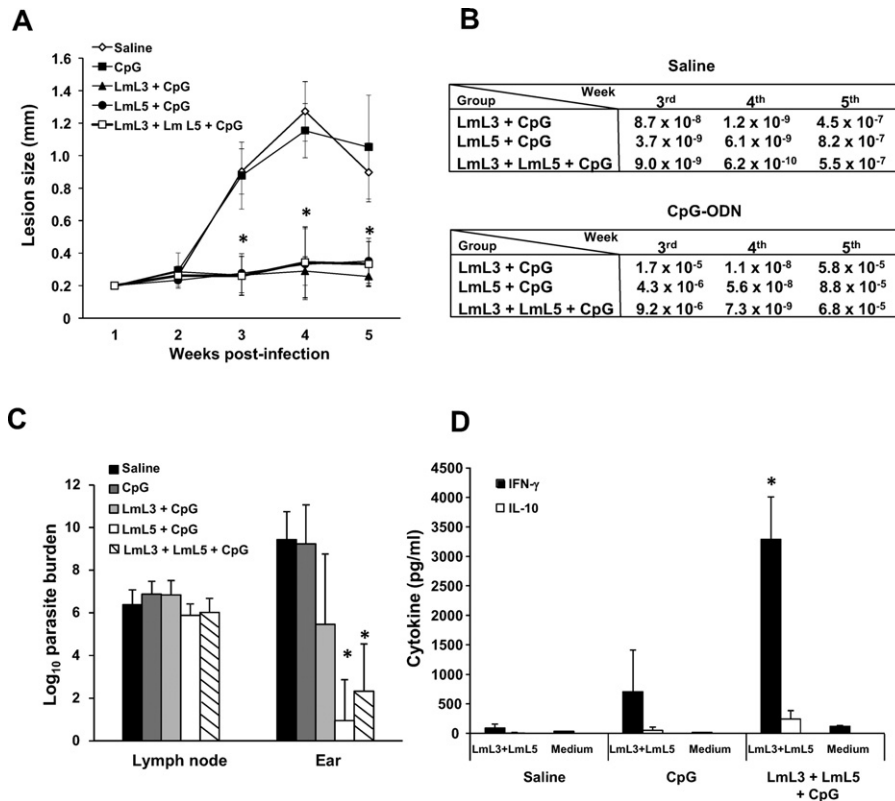 A
Saline
CpG
LmL3 + CpG
LmL5 + CpG
LmL3 + Lm L5 + CpG
Lesion size (mm)
1.6
1.4
1.2
1.0
0.8
0.6
0.4
0.2
0
* * *
1 2 3 4 5
Weeks post-infection
B
Saline
Week
Group 3rd 4th 5th
LmL3 + CpG 8.7 x 10-8 1.2 x 10-9 4.5 x 10-7
LmL5 + CpG 3.7 x 10-9 6.1 x 10-9 8.2 x 10-7
LmL3 + LmL5 + CpG 9.0 x 10-9 6.2 x 10-10 5.5 x 10-7
CpG-ODN
Week
Group 3rd 4th 5th
LmL3 + CpG 1.7 x 10-5 1.1 x 10-8 5.8 x 10-5
LmL5 + CpG 4.3 x 10-6 5.6 x 10-8 8.8 x 10-5
LmL3 + LmL5 + CpG 9.2 x 10-6 7.3 x 10-9 6.8 x 10-5
C
Saline
CpG
LmL3 + CpG
LmL5 + CpG
LmL3 + LmL5 + CpG
Log10 parasite burden
12
10
8
6
4
2
0
* *
Lymph node Ear
D
IFN-γ
IL-10
Cytokine (pg/ml)
4500
4000
3500
3000
2500
2000
1500
1000
500
0
*
LmL3+LmL5 Medium LmL3+LmL5 Medium LmL3+LmL5 Medium
Saline CpG LmL3 + LmL5
+ CpG